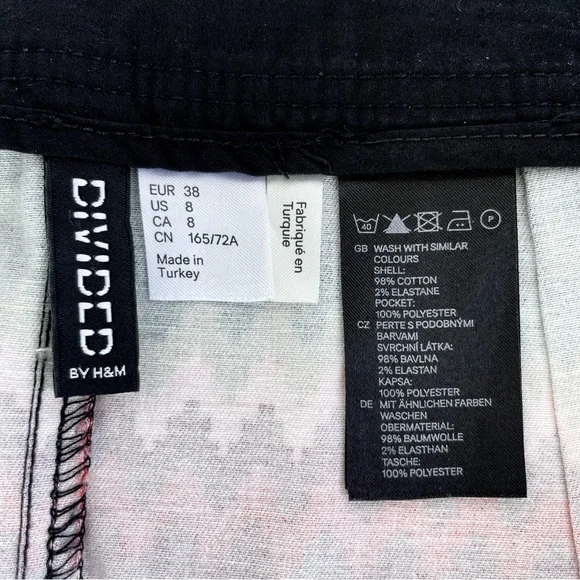 DIVIDED
BY H&M
EUR 38
US 8
CA 8
CN 165/72A
Made in
Turkey
Fabriqué en
Turquie
40
P
GB WASH WITH SIMILAR
COLOURS
SHELL:
98% COTTON
2% ELASTANE
POCKET:
100% POLYESTER
CZ PERTE S PODOBNÝMI
BARVAMI
SVRCHNÍ LÁTKA:
98% BAVLNA
2% ELASTAN
KAPSA:
100% POLYESTER
DE MIT ÄHNLICHEN FARBEN
WASCHEN
OBERMATERIAL:
98% BAUMWOLLE
2% ELASTHAN
TASCHE:
100% POLYESTER